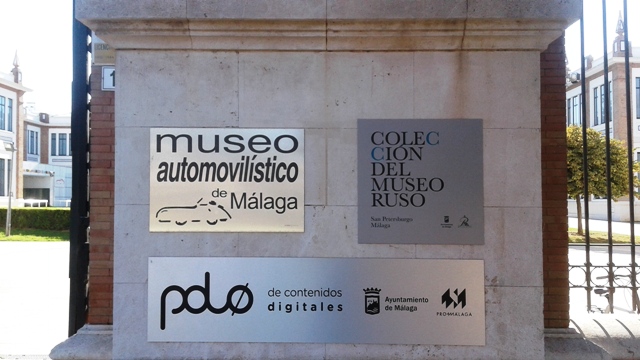 museo
automovilístico
de
Málaga
COLEC
CIÓN
DEL
MUSEO
RUSO
San Petersburgo
Málaga
polo
de contenidos
digitales
Ayuntamiento
de Málaga
PROMÁLAGA
1